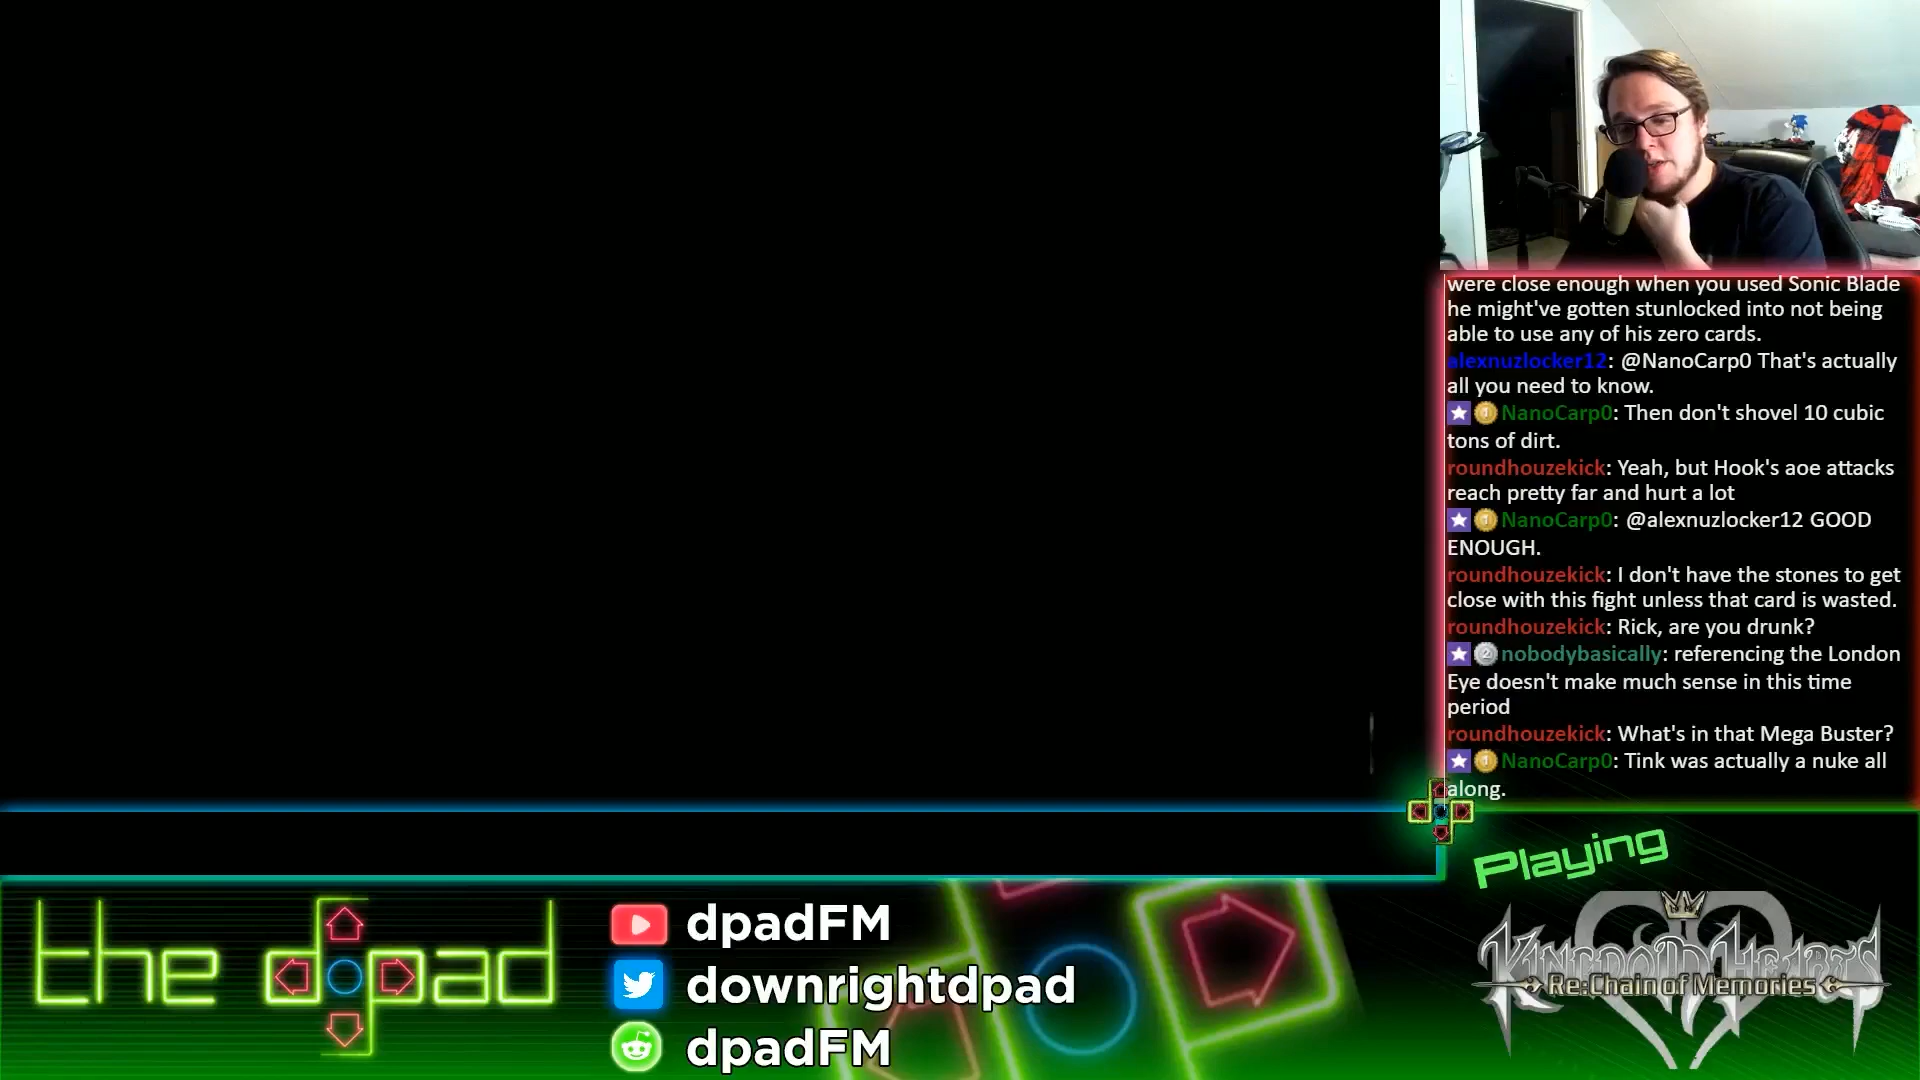 were close enough when you used Sonic Blade
he might've gotten stunlocked into not being
able to use any of his zero cards.
alexnuzlocker12: @NanoCarp0 That's actually
all you need to know.
1 NanoCarp0: Then don't shovel 10 cubic
tons of dirt.
roundhouzekick: Yeah, but Hook's aoe attacks
reach pretty far and hurt a lot
1 NanoCarp0: @alexnuzlocker12 GOOD
ENOUGH.
roundhouzekick: I don't have the stones to get
close with this fight unless that card is wasted.
roundhouzekick: Rick, are you drunk?
2 nobodybasically: referencing the London
Eye doesn't make much sense in this time
period
roundhouzekick: What's in that Mega Buster?
1 NanoCarp0: Tink was actually a nuke all
along.
Playing
KINGDOM HEARTS
Re:Chain of Memories
the dpad
dpadFM
downrightdpad
dpadFM